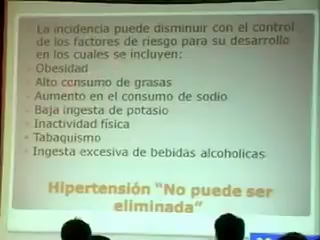 La incidencia puede disminuir con el control
de los factores de riesgo para su desarrollo
en los cuales se incluyen:
- Obesidad
- Alto consumo de grasas
- Aumento en el consumo de sodio
- Baja ingesta de potasio
- Inactividad física
- Tabaquismo
- Ingesta excesiva de bebidas alcoholicas
Hipertensión “No puede ser
eliminada”